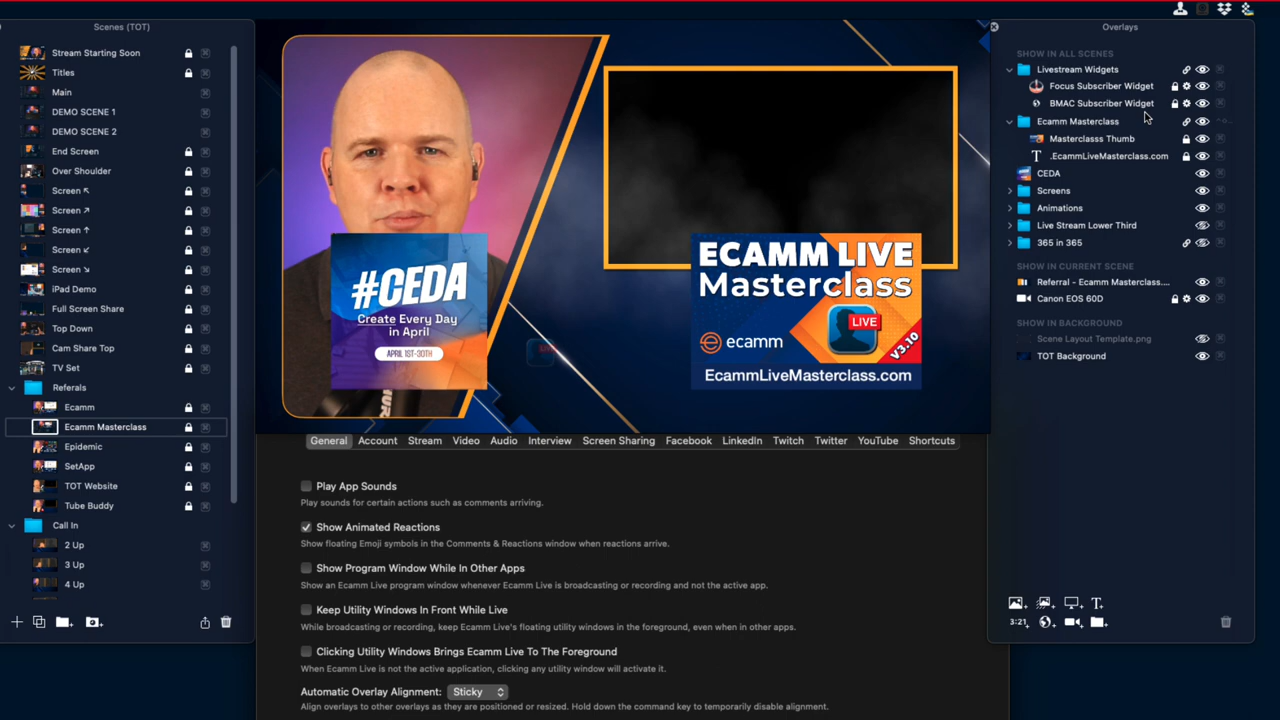 Scenes (TOT)
Stream Starting Soon
Titles
Main
DEMO SCENE 1
DEMO SCENE 2
End Screen
Over Shoulder
Screen ↖
Screen ↗
Screen ↑
Screen ↙
Screen ↘
iPad Demo
Full Screen Share
Top Down
Cam Share Top
TV Set
Referrals
Ecamm
Ecamm Masterclass
Epidemic
SetApp
TOT Website
Tube Buddy
Call In
2 Up
3 Up
4 Up
#CEDA
Create Every Day
in April
APRIL 1ST-30TH
ECAMM LIVE
Masterclass
LIVE
ecamm
V3.10
EcammLiveMasterclass.com
General Account Stream Video Audio Interview Screen Sharing Facebook LinkedIn Twitch Twitter YouTube Shortcuts
Play App Sounds
Play sounds for certain actions such as comments arriving.
Show Animated Reactions
Show floating Emoji symbols in the Comments & Reactions window when reactions arrive.
Show Program Window While In Other Apps
Show an Ecamm Live program window whenever Ecamm Live is broadcasting or recording and not the active app.
Keep Utility Windows In Front While Live
While broadcasting or recording, keep Ecamm Live's floating utility windows in the foreground, even when in other apps.
Clicking Utility Windows Brings Ecamm Live To The Foreground
When Ecamm Live is not the active application, clicking any utility window will activate it.
Automatic Overlay Alignment: Sticky
Align overlays to other overlays as they are positioned or resized. Hold down the command key to temporarily disable alignment.
Overlays
SHOW IN ALL SCENES
Livestream Widgets
Focus Subscriber Widget
BMAC Subscriber Widget
Ecamm Masterclass
Masterclasss Thumb
.EcammLiveMasterclass.com
CEDA
Screens
Animations
Live Stream Lower Third
365 in 365
SHOW IN CURRENT SCENE
Referral - Ecamm Masterclass....
Canon EOS 60D
SHOW IN BACKGROUND
Scene Layout Template.png
TOT Background
3:21